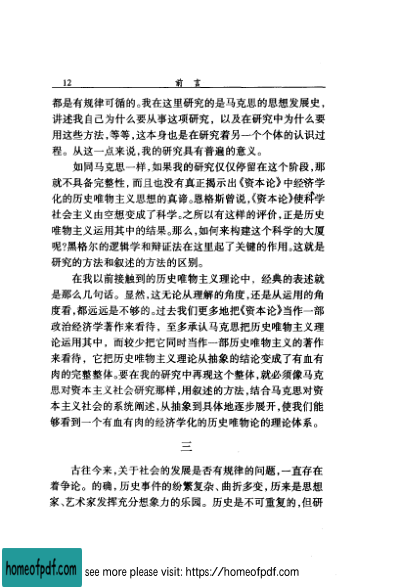 12 前言
都是有规律可循的。我在这里研究的是马克思的思想发展史，
讲述我自己为什么要从事这项研究，以及在研究中为什么要
用这些方法，等等，这本身也是在研究着另一个个体的认识过
程。从这一点来说，我的研究具有普遍的意义。
如同马克思一样，如果我的研究仅仅停留在这个阶段，那
就不具备完整性，而且也没有真正揭示出《资本论》中经济学
化的历史唯物主义思想的真谛。恩格斯曾说，《资本论》使科学
社会主义由空想变成了科学。之所以有这样的评价，正是历史
唯物主义运用其中的结果。那么，如何来构建这个科学的大厦
呢?黑格尔的逻辑学和辩证法在这里起了关键的作用。这就是
研究的方法和叙述的方法的区别。
在我以前接触到的历史唯物主义理论中，经典的表述就
是那么几句话。显然，这无论从理解的角度，还是从运用的角
度看，都远远是不够的。过去我们更多地把《资本论》当作一部
政治经济学著作来看待，至多承认马克思把历史唯物主义理
论运用其中，而较少把它同时当作一部历史唯物主义的著作
来看待，它把历史唯物主义理论从抽象的结论变成了有血有
肉的完整整体。要在我的研究中再现这个整体，就必须像马克
思对资本主义社会研究那样，用叙述的方法，结合马克思对资
本主义社会的系统阐述，从抽象到具体地逐步展开，使我们能
够看到一个有血有肉的经济学化的历史唯物论的理论体系。
三
古往今来，关于社会的发展是否有规律的问题，一直存在
着争论。的确，历史事件的纷繁复杂、曲折多变，历来是思想
家、艺术家发挥充分想象力的乐园。历史是不可重复的，但研
homeofpdf.com
see more please visit: https://homeofpdf.com